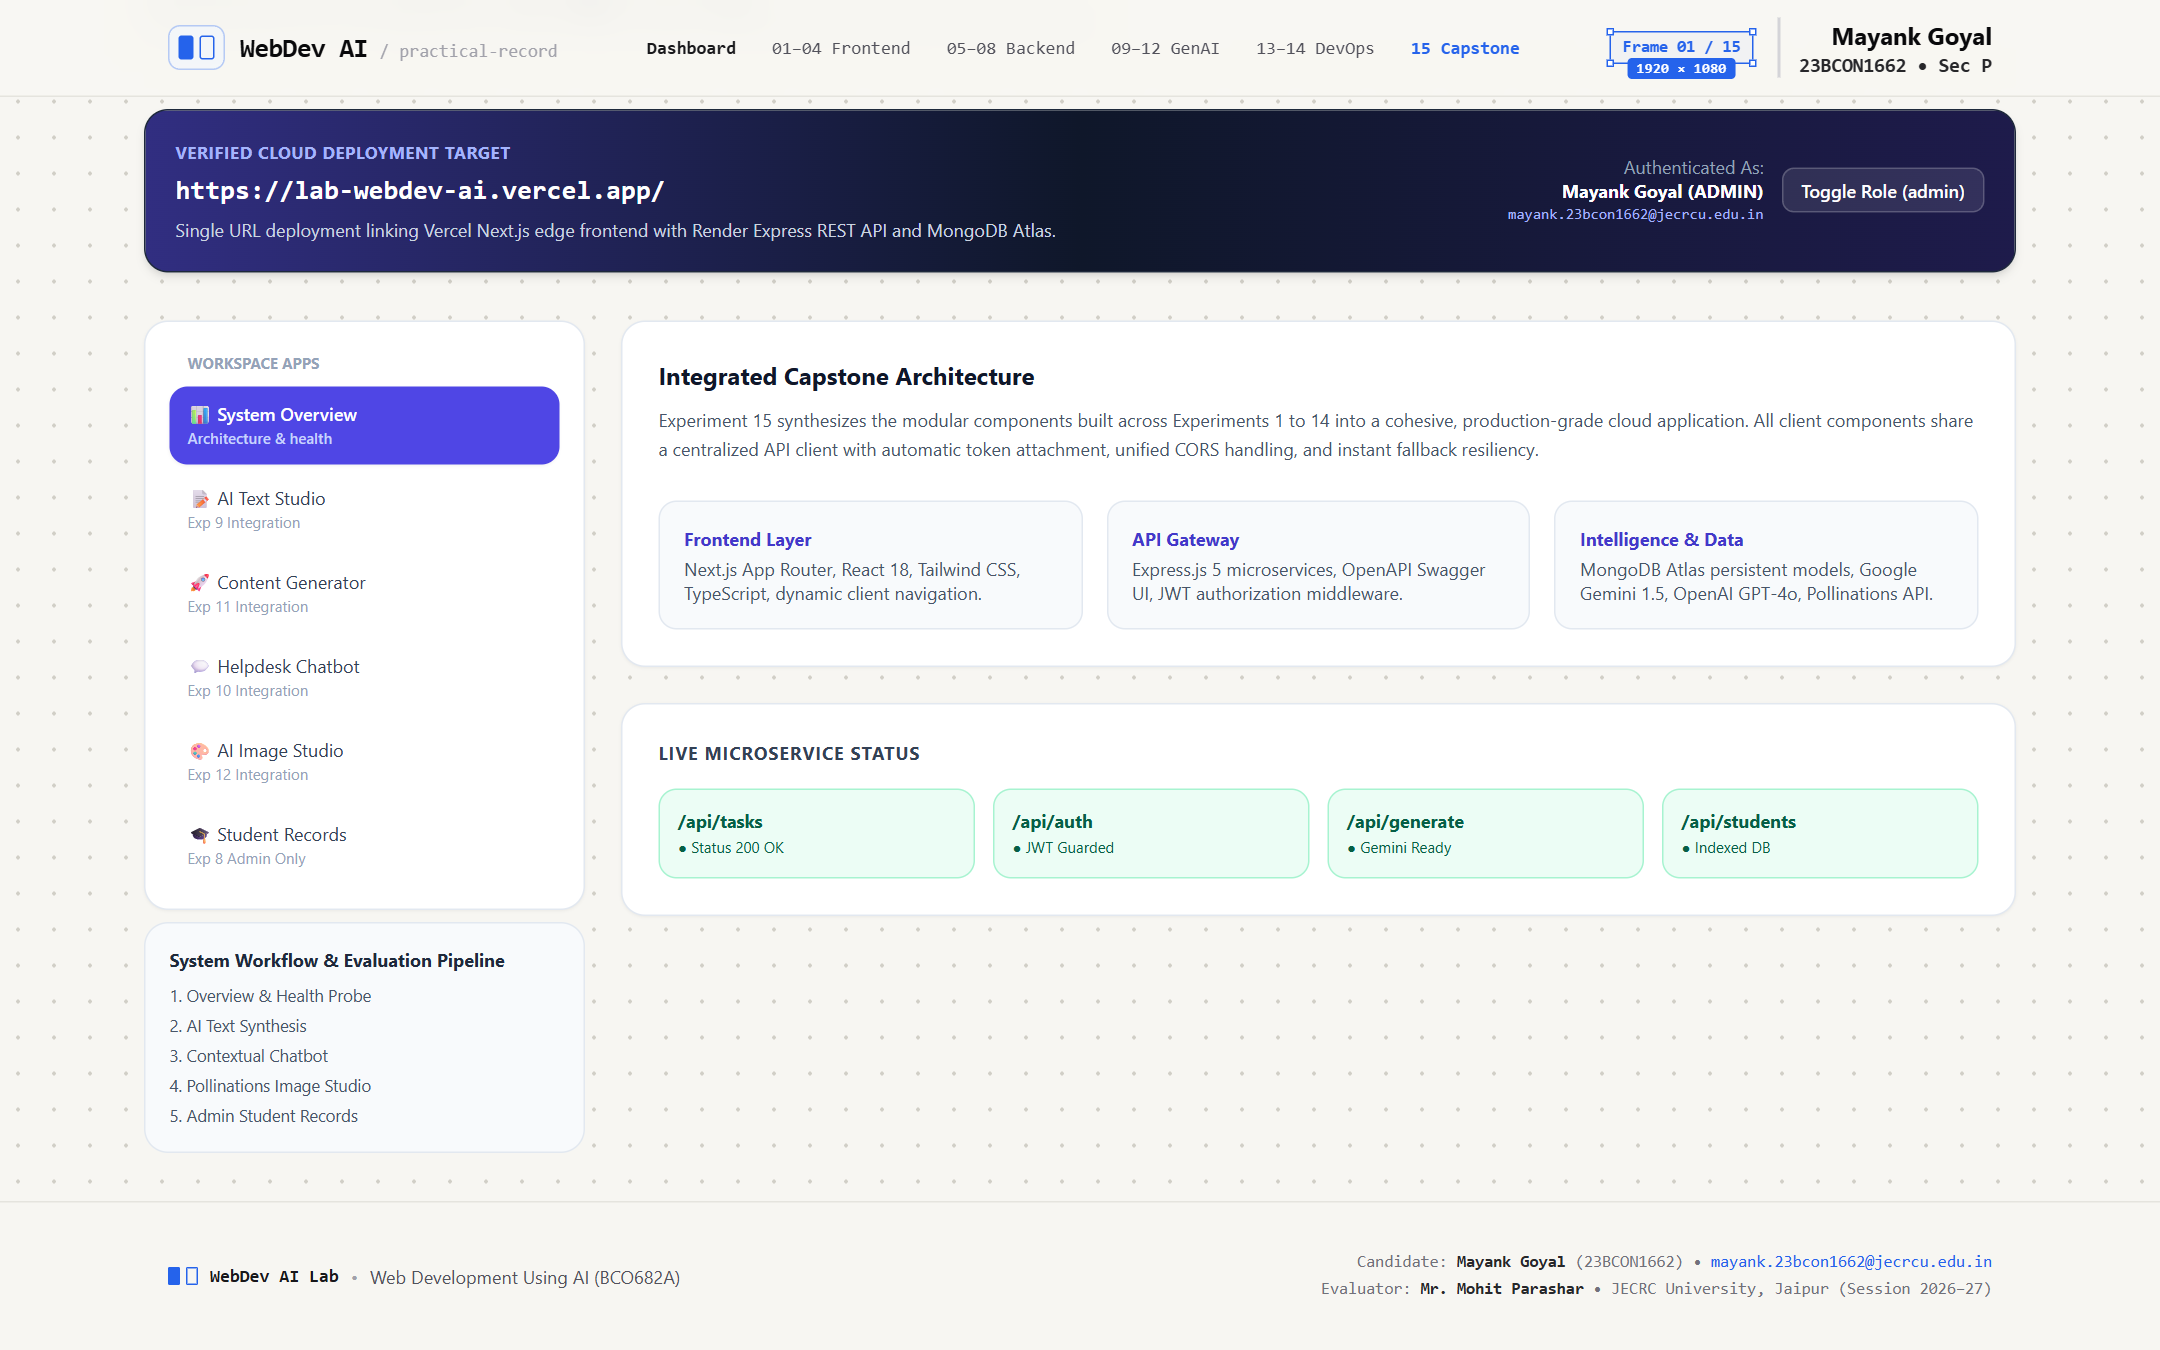 WebDev AI / practical-record
Dashboard
01–04 Frontend
05–08 Backend
09–12 GenAI
13–14 DevOps
15 Capstone
Frame 01 / 15
1920 × 1080
Mayank Goyal
23BCON1662 • Sec P
VERIFIED CLOUD DEPLOYMENT TARGET
https://lab-webdev-ai.vercel.app/
Single URL deployment linking Vercel Next.js edge frontend with Render Express REST API and MongoDB Atlas.
Authenticated As:
Mayank Goyal (ADMIN)
mayank.23bcon1662@jecrcu.edu.in
Toggle Role (admin)
WORKSPACE APPS
System Overview
Architecture & health
AI Text Studio
Exp 9 Integration
Content Generator
Exp 11 Integration
Helpdesk Chatbot
Exp 10 Integration
AI Image Studio
Exp 12 Integration
Student Records
Exp 8 Admin Only
System Workflow & Evaluation Pipeline
1. Overview & Health Probe
2. AI Text Synthesis
3. Contextual Chatbot
4. Pollinations Image Studio
5. Admin Student Records
Integrated Capstone Architecture
Experiment 15 synthesizes the modular components built across Experiments 1 to 14 into a cohesive, production-grade cloud application. All client components share
a centralized API client with automatic token attachment, unified CORS handling, and instant fallback resiliency.
Frontend Layer
Next.js App Router, React 18, Tailwind CSS,
TypeScript, dynamic client navigation.
API Gateway
Express.js 5 microservices, OpenAPI Swagger
UI, JWT authorization middleware.
Intelligence & Data
MongoDB Atlas persistent models, Google
Gemini 1.5, OpenAI GPT-4o, Pollinations API.
LIVE MICROSERVICE STATUS
/api/tasks
● Status 200 OK
/api/auth
● JWT Guarded
/api/generate
● Gemini Ready
/api/students
● Indexed DB
WebDev AI Lab • Web Development Using AI (BCO682A)
Candidate: Mayank Goyal (23BCON1662) • mayank.23bcon1662@jecrcu.edu.in
Evaluator: Mr. Mohit Parashar • JECRC University, Jaipur (Session 2026–27)